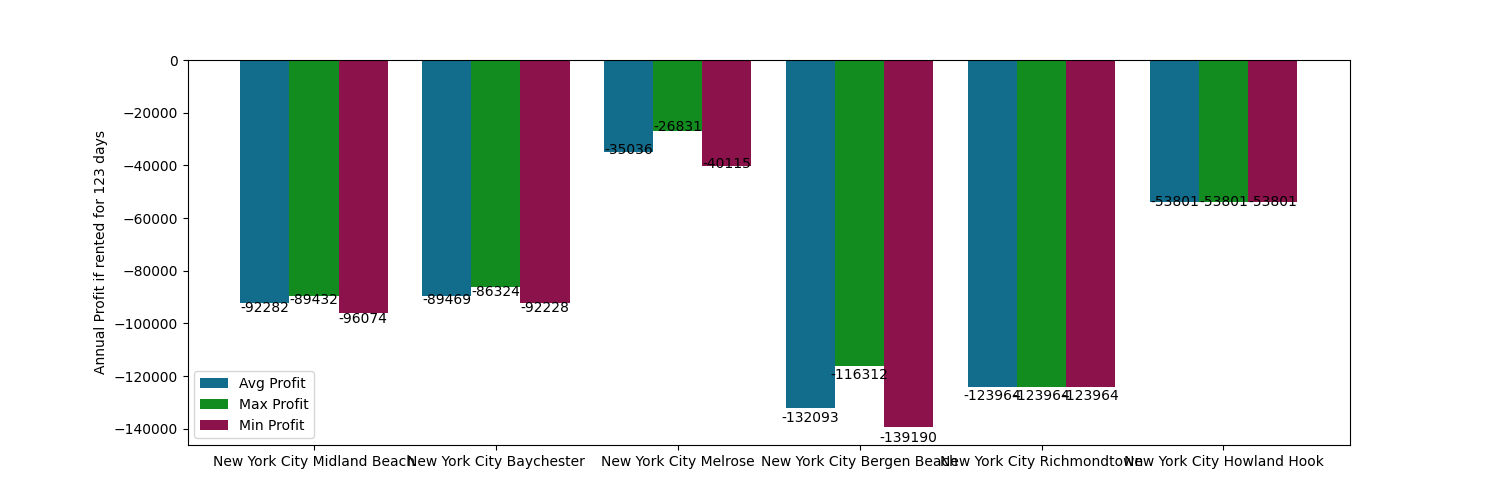 0
−20000
−40000
−60000
−80000
−100000
−120000
−140000
Annual Profit if rented for 123 days
-92282
-89432
-96074
-89469
-86324
-92228
-35036
-26831
-40115
-132093
-116312
-139190
-123964
-123964
-123964
-53801
-53801
-53801
Avg Profit
Max Profit
Min Profit
New York City Midland Beach
New York City Baychester
New York City Melrose
New York City Bergen Beach
New York City Richmondtown
New York City Howland Hook